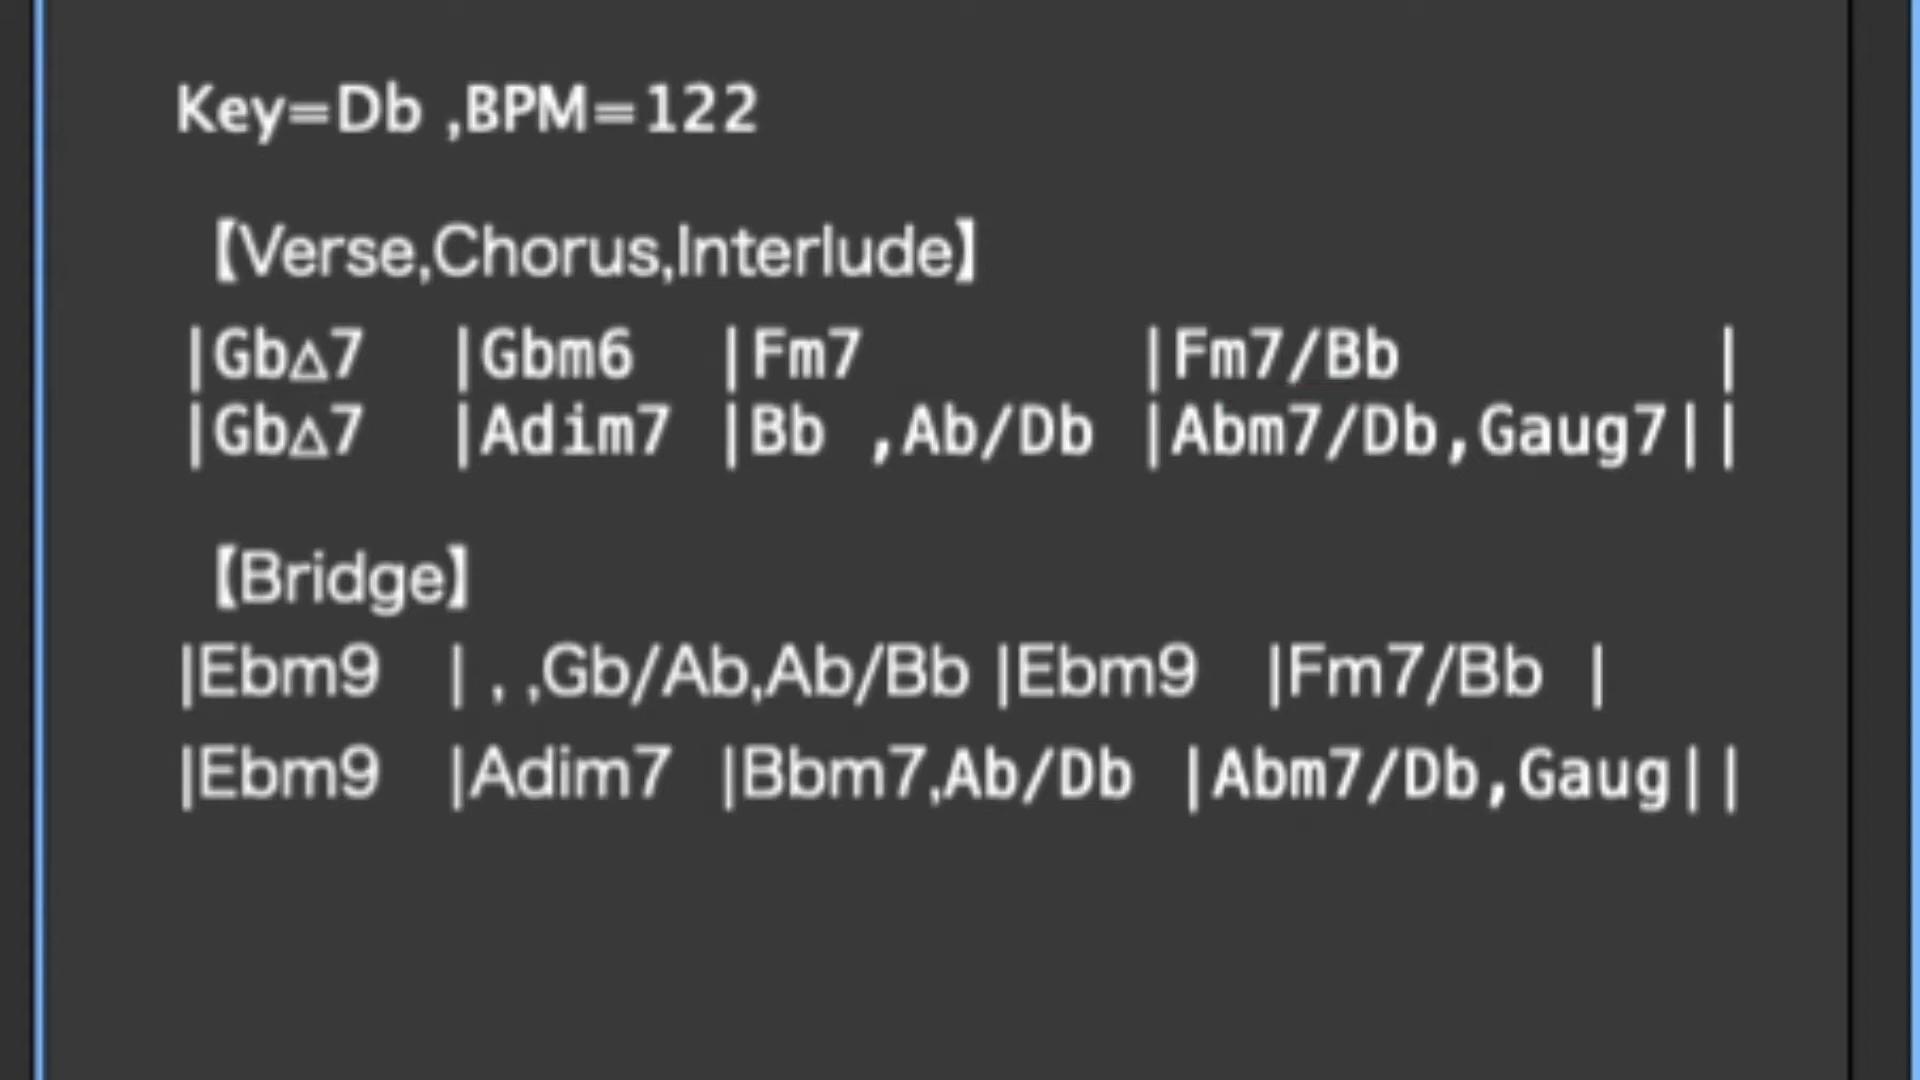 Key=Db ,BPM=122
【Verse,Chorus,Interlude】
|Gb△7 |Gbm6 |Fm7 |Fm7/Bb |
|Gb△7 |Adim7 |Bb ,Ab/Db |Abm7/Db,Gaug7||
【Bridge】
|Ebm9 | , ,Gb/Ab,Ab/Bb |Ebm9 |Fm7/Bb |
|Ebm9 |Adim7 |Bbm7,Ab/Db |Abm7/Db,Gaug||